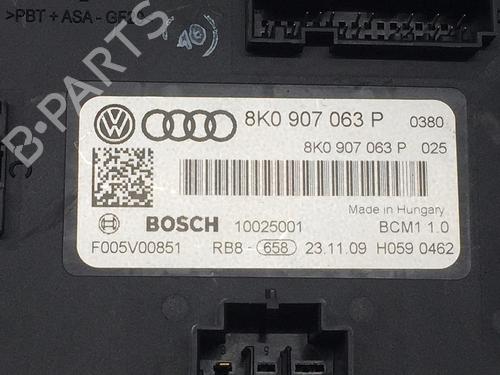 >PBT + ASA - GF20
8K0 907 063 P 0380
8K0 907 063 P 025
Made in Hungary
BOSCH 10025001 BCM1 1.0
F005V00851 RB8 - 658 23.11.09 H059 0462
B-PARTS
C